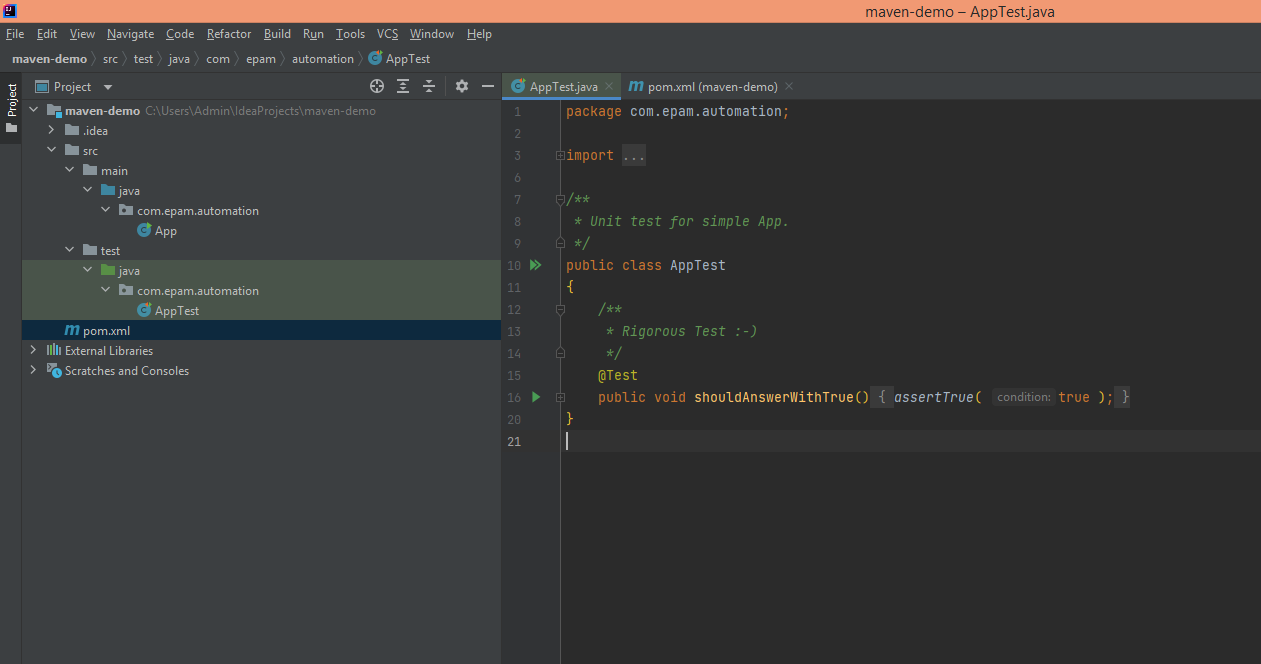 maven-demo – AppTest.java
File Edit View Navigate Code Refactor Build Run Tools VCS Window Help
maven-demo src test java com epam automation AppTest
Project
Project
maven-demo C:\Users\Admin\IdeaProjects\maven-demo
.idea
src
main
java
com.epam.automation
App
test
java
com.epam.automation
AppTest
pom.xml
External Libraries
Scratches and Consoles
AppTest.java pom.xml (maven-demo)
1 package com.epam.automation;
2
3 import ...
6
7 /**
8 * Unit test for simple App.
9 */
10 public class AppTest
11 {
12 /**
13 * Rigorous Test :-)
14 */
15 @Test
16 public void shouldAnswerWithTrue() { assertTrue( condition: true ); }
20 }
21